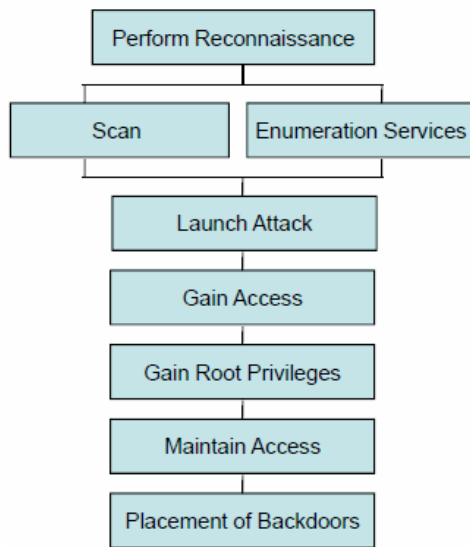 Perform Reconnaissance
Scan
Enumeration Services
Launch Attack
Gain Access
Gain Root Privileges
Maintain Access
Placement of Backdoors